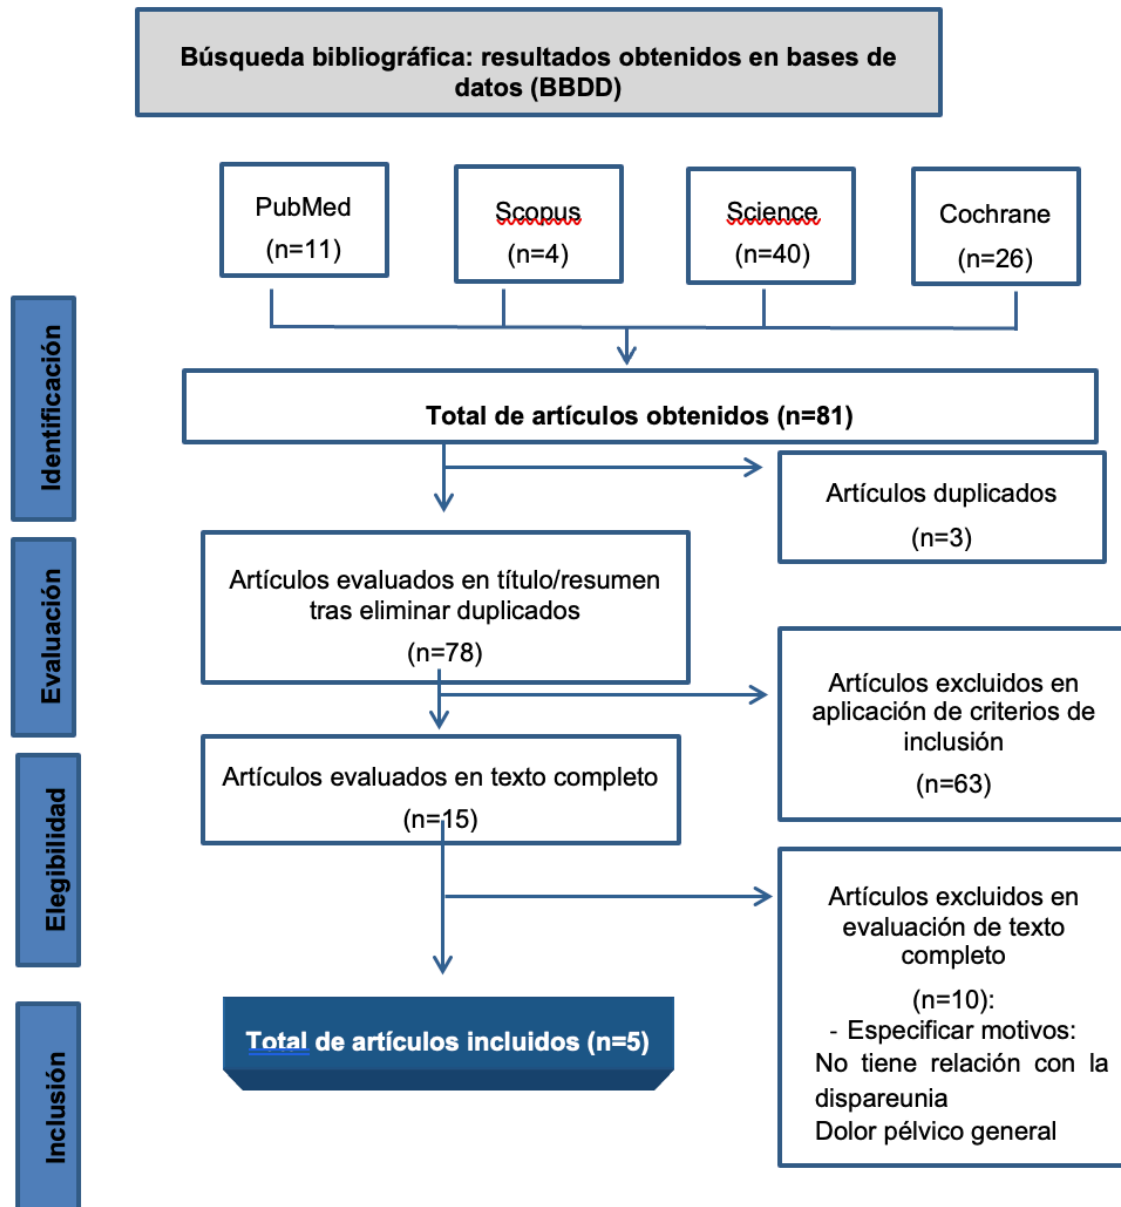 Búsqueda bibliográfica: resultados obtenidos en bases de
datos (BBDD)
PubMed
(n=11)
Scopus
(n=4)
Science
(n=40)
Cochrane
(n=26)
Identificación
Total de artículos obtenidos (n=81)
Artículos duplicados
(n=3)
Evaluación
Artículos evaluados en título/resumen
tras eliminar duplicados
(n=78)
Artículos excluidos en
aplicación de criterios de
inclusión
(n=63)
Elegibilidad
Artículos evaluados en texto completo
(n=15)
Artículos excluidos en
evaluación de texto
completo
(n=10):
- Especificar motivos:
No tiene relación con la
dispareunia
Dolor pélvico general
Inclusión
Total de artículos incluidos (n=5)